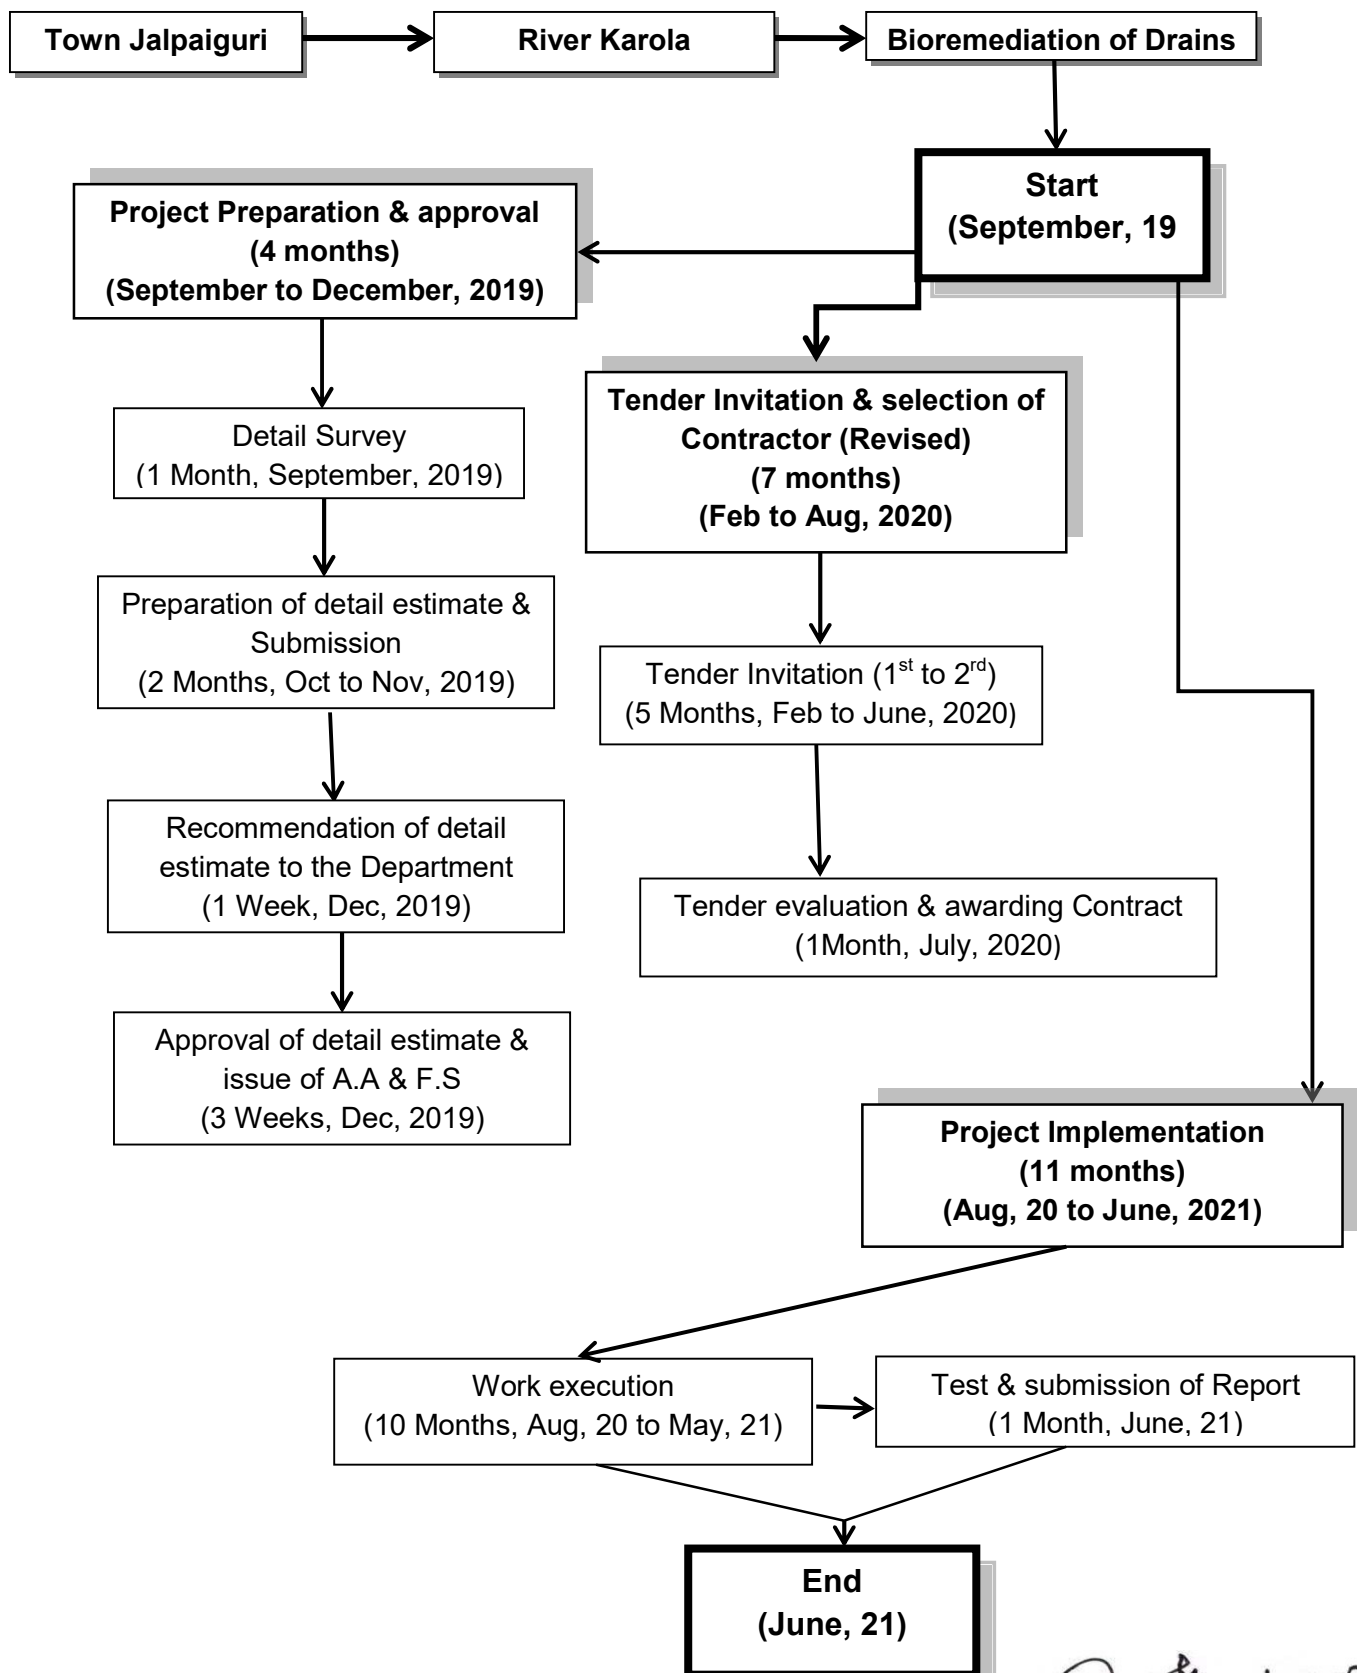 Town Jalpaiguri
River Karola
Bioremediation of Drains
Start
(September, 19
Project Preparation & approval
(4 months)
(September to December, 2019)
Detail Survey
(1 Month, September, 2019)
Preparation of detail estimate &
Submission
(2 Months, Oct to Nov, 2019)
Recommendation of detail
estimate to the Department
(1 Week, Dec, 2019)
Approval of detail estimate &
issue of A.A & F.S
(3 Weeks, Dec, 2019)
Tender Invitation & selection of
Contractor (Revised)
(7 months)
(Feb to Aug, 2020)
Tender Invitation (1st to 2rd)
(5 Months, Feb to June, 2020)
Tender evaluation & awarding Contract
(1Month, July, 2020)
Project Implementation
(11 months)
(Aug, 20 to June, 2021)
Work execution
(10 Months, Aug, 20 to May, 21)
Test & submission of Report
(1 Month, June, 21)
End
(June, 21)